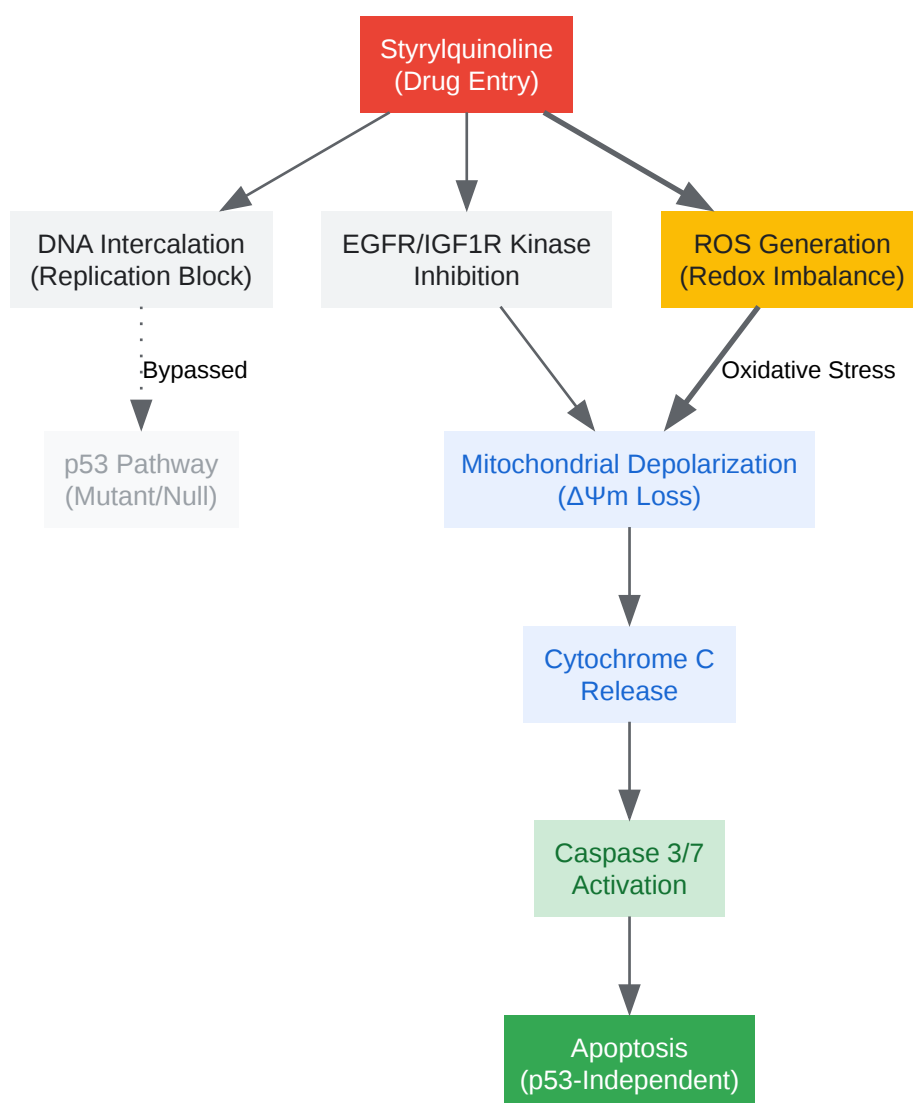 Styrylquinoline
(Drug Entry)
DNA Intercalation
(Replication Block)
EGFR/IGF1R Kinase
Inhibition
ROS Generation
(Redox Imbalance)
Bypassed
Oxidative Stress
p53 Pathway
(Mutant/Null)
Mitochondrial Depolarization
(ΔΨm Loss)
Cytochrome C
Release
Caspase 3/7
Activation
Apoptosis
(p53-Independent)